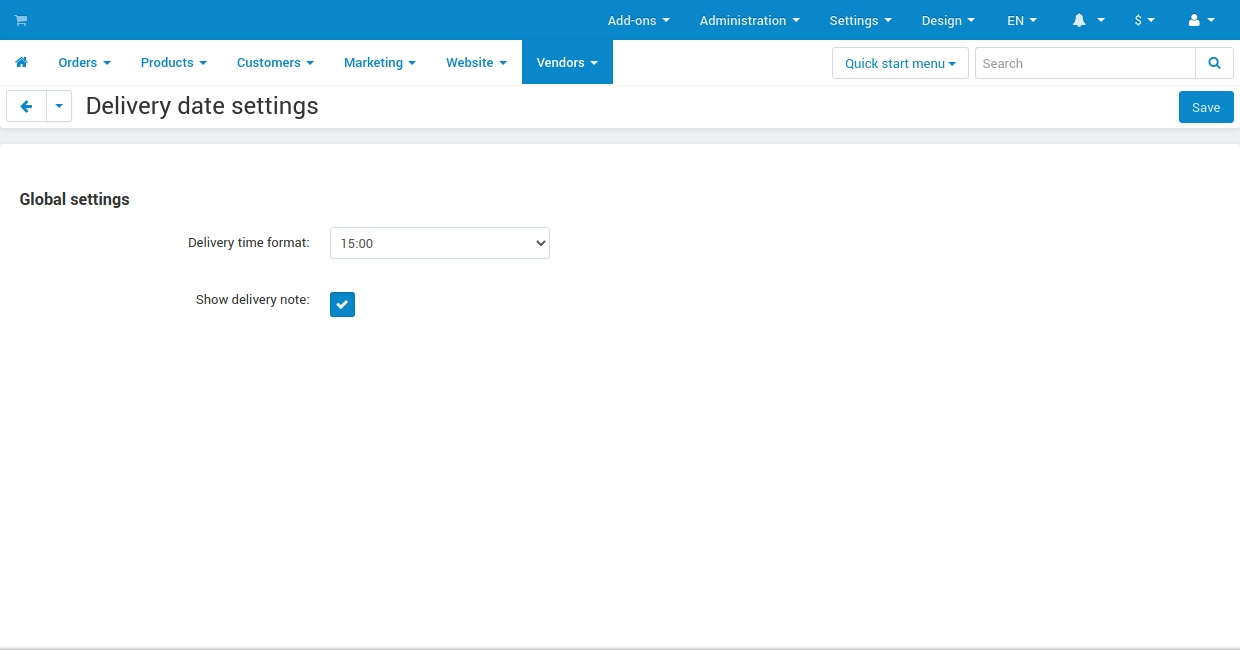 Add-ons Administration Settings Design EN $
Orders Products Customers Marketing Website Vendors Quick start menu Search
Delivery date settings Save
Global settings
Delivery time format: 15:00
Show delivery note: